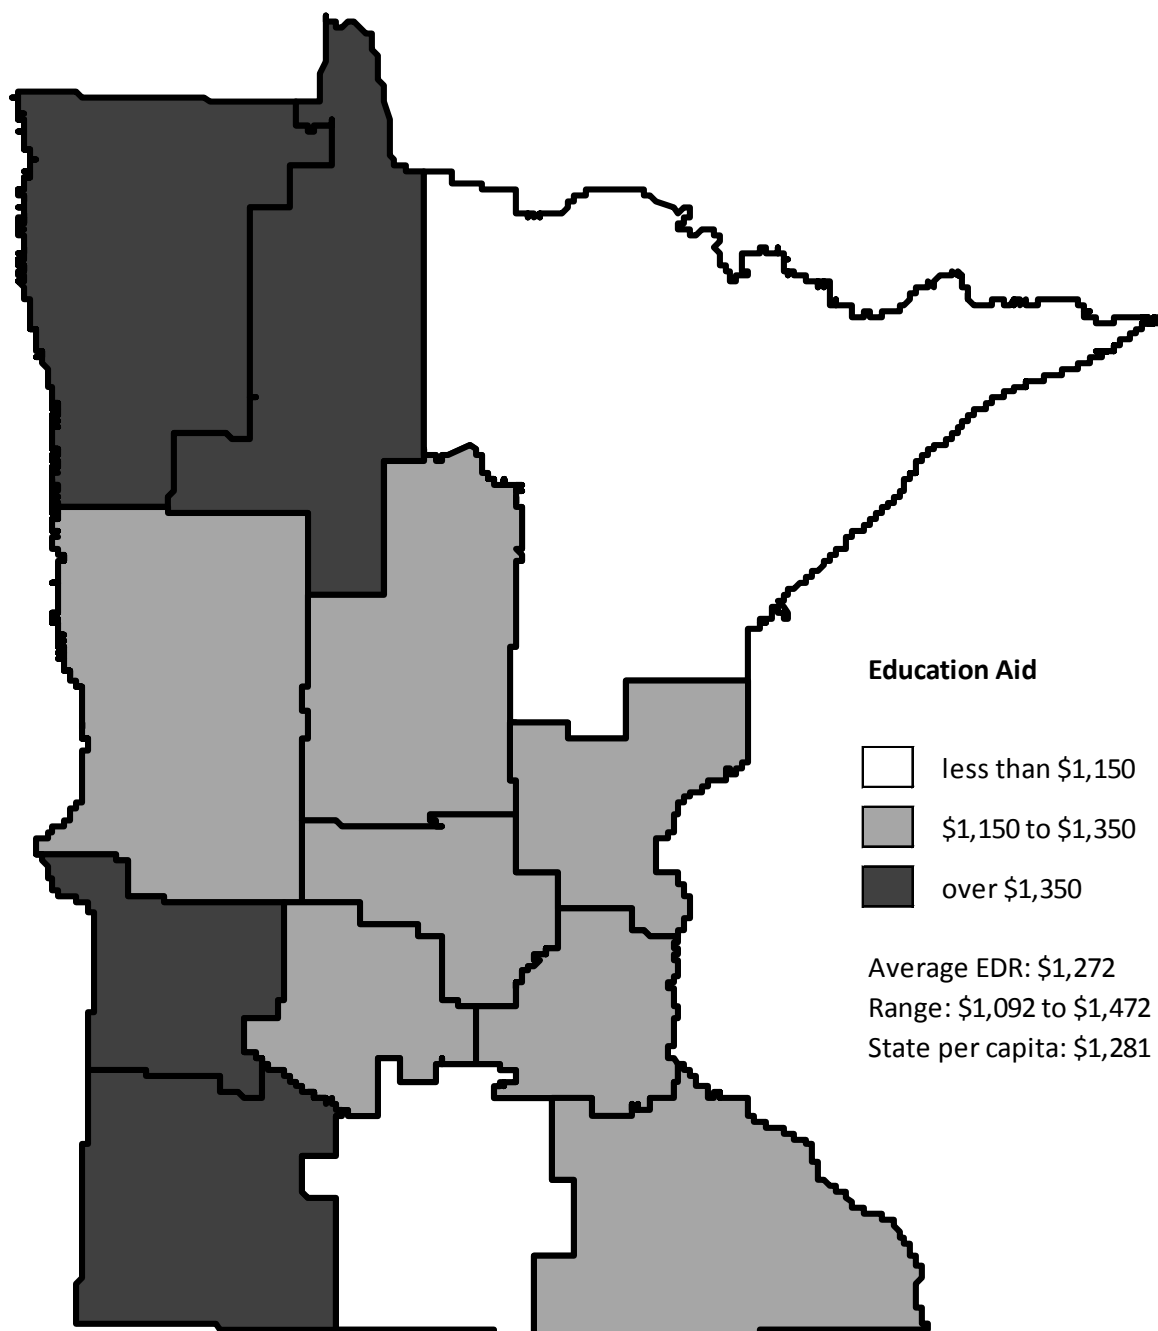 Education Aid
less than $1,150
$1,150 to $1,350
over $1,350
Average EDR: $1,272
Range: $1,092 to $1,472
State per capita: $1,281